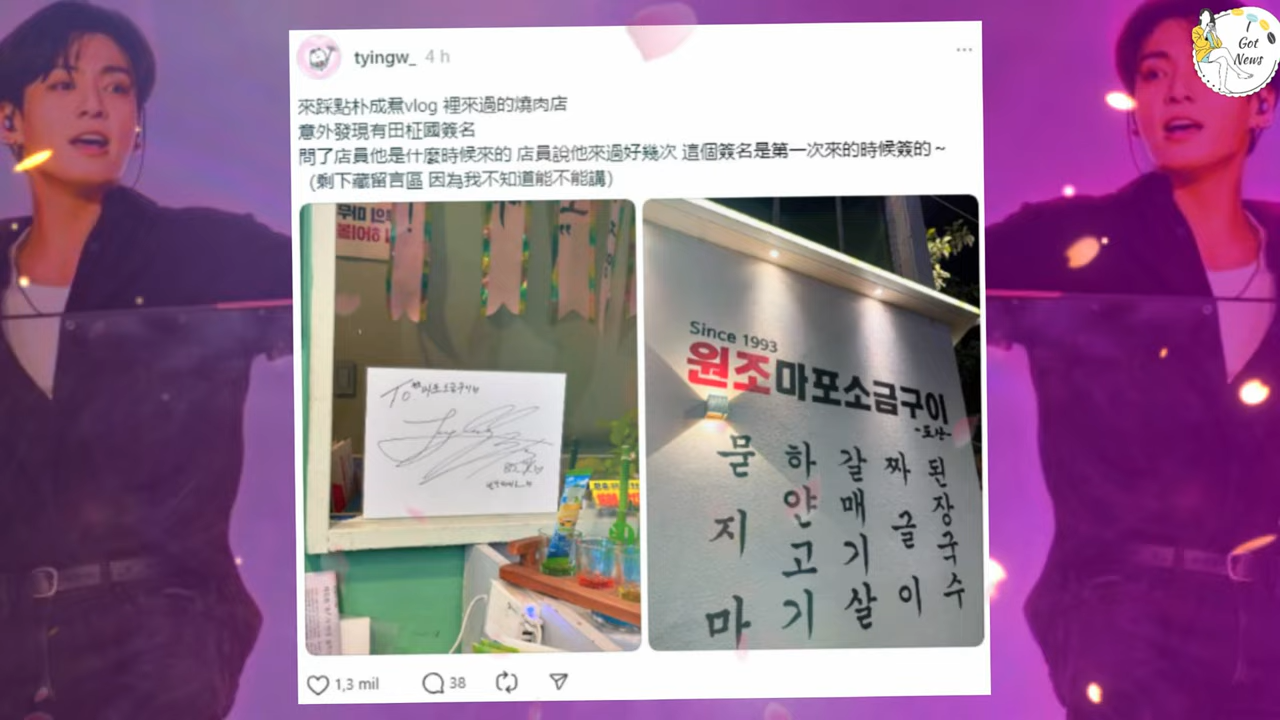 tyingw_ 4 h
來踩點朴成焄vlog 裡來過的燒肉店
意外發現有田柾國簽名
問了店員他是什麼時候來的 店員說他來過好幾次 這個簽名是第一次來的時候簽的～
（剩下藏留言區 因為我不知道能不能講）
To
Since 1993
원조마포소금구이
-도산-
묻지마
하얀고기
갈매기살
짜글이
된장국수
1,3 mil
38
I
Got
News